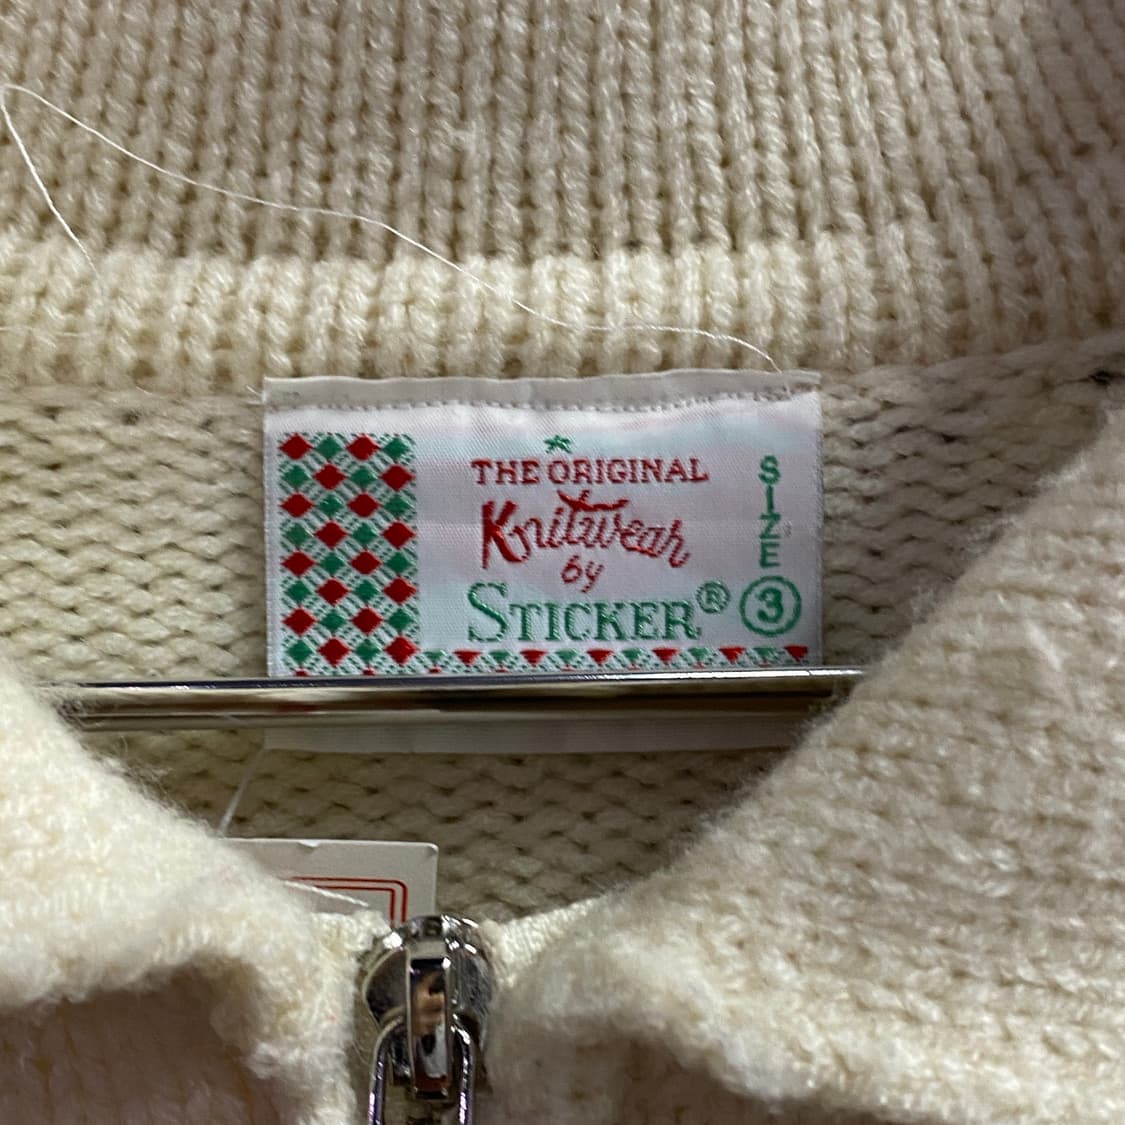 THE ORIGINAL
Knitwear
by
STICKER®
SIZE
3